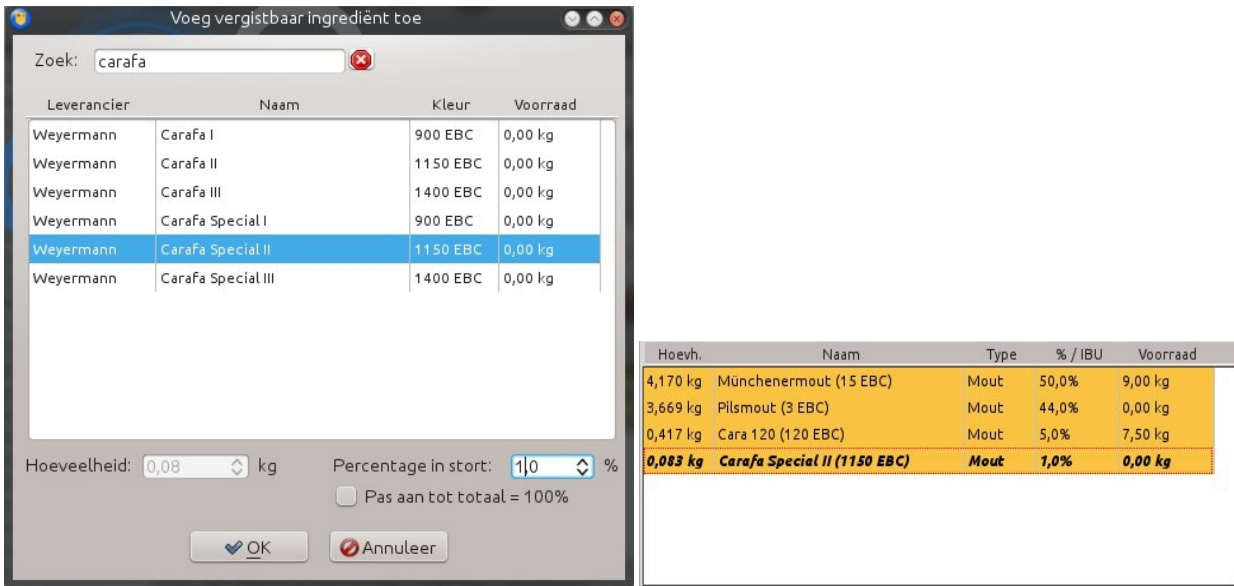 Voeg vergistbaar ingrediënt toe
Zoek: carafa
Leverancier Naam Kleur Voorraad
Weyermann Carafa I 900 EBC 0,00 kg
Weyermann Carafa II 1150 EBC 0,00 kg
Weyermann Carafa III 1400 EBC 0,00 kg
Weyermann Carafa Special I 900 EBC 0,00 kg
Weyermann Carafa Special II 1150 EBC 0,00 kg
Weyermann Carafa Special III 1400 EBC 0,00 kg
Hoeveelheid: 0,08 kg Percentage in stort: 1,0 %
Pas aan tot totaal = 100%
OK Annuleer
Hoevh. Naam Type % / IBU Voorraad
4,170 kg Münchenermout (15 EBC) Mout 50,0% 9,00 kg
3,669 kg Pilsmout (3 EBC) Mout 44,0% 0,00 kg
0,417 kg Cara 120 (120 EBC) Mout 5,0% 7,50 kg
0,083 kg Carafa Special II (1150 EBC) Mout 1,0% 0,00 kg